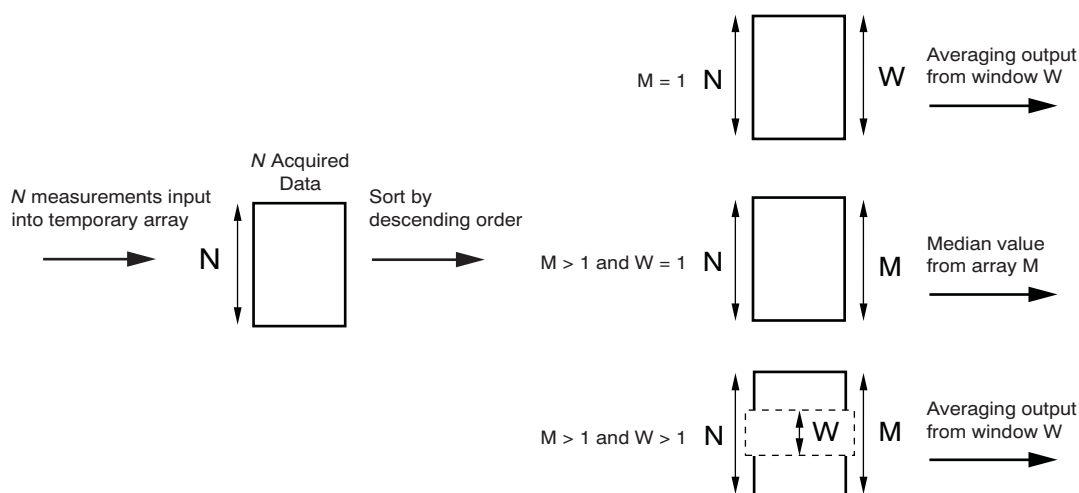 N measurements input
into temporary array
N Acquired
Data
N
Sort by
descending order
M = 1
N
W
Averaging output
from window W
M > 1 and W = 1
N
M
Median value
from array M
M > 1 and W > 1
N
W
M
Averaging output
from window W